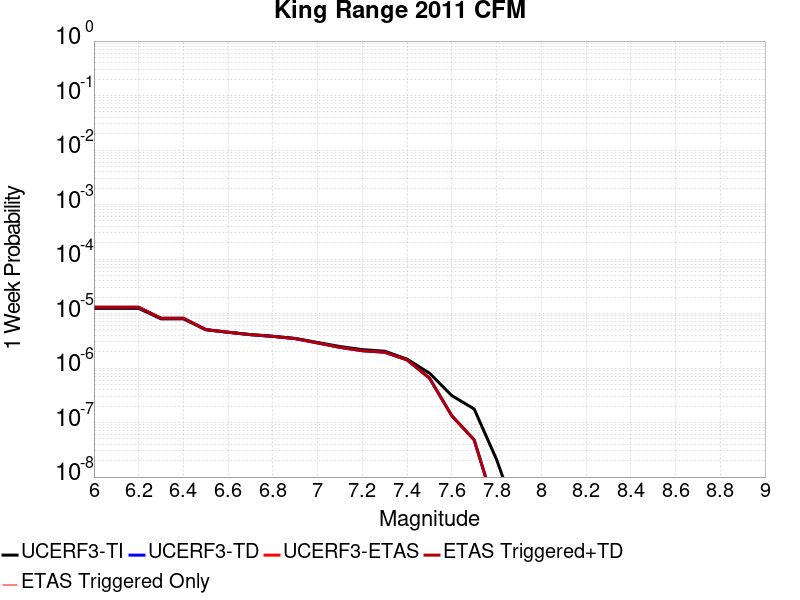 King Range 2011 CFM
10^0
10^-1
10^-2
10^-3
10^-4
10^-5
10^-6
10^-7
10^-8
1 Week Probability
6 6.2 6.4 6.6 6.8 7 7.2 7.4 7.6 7.8 8 8.2 8.4 8.6 8.8 9
Magnitude
UCERF3-TI UCERF3-TD UCERF3-ETAS ETAS Triggered+TD
ETAS Triggered Only